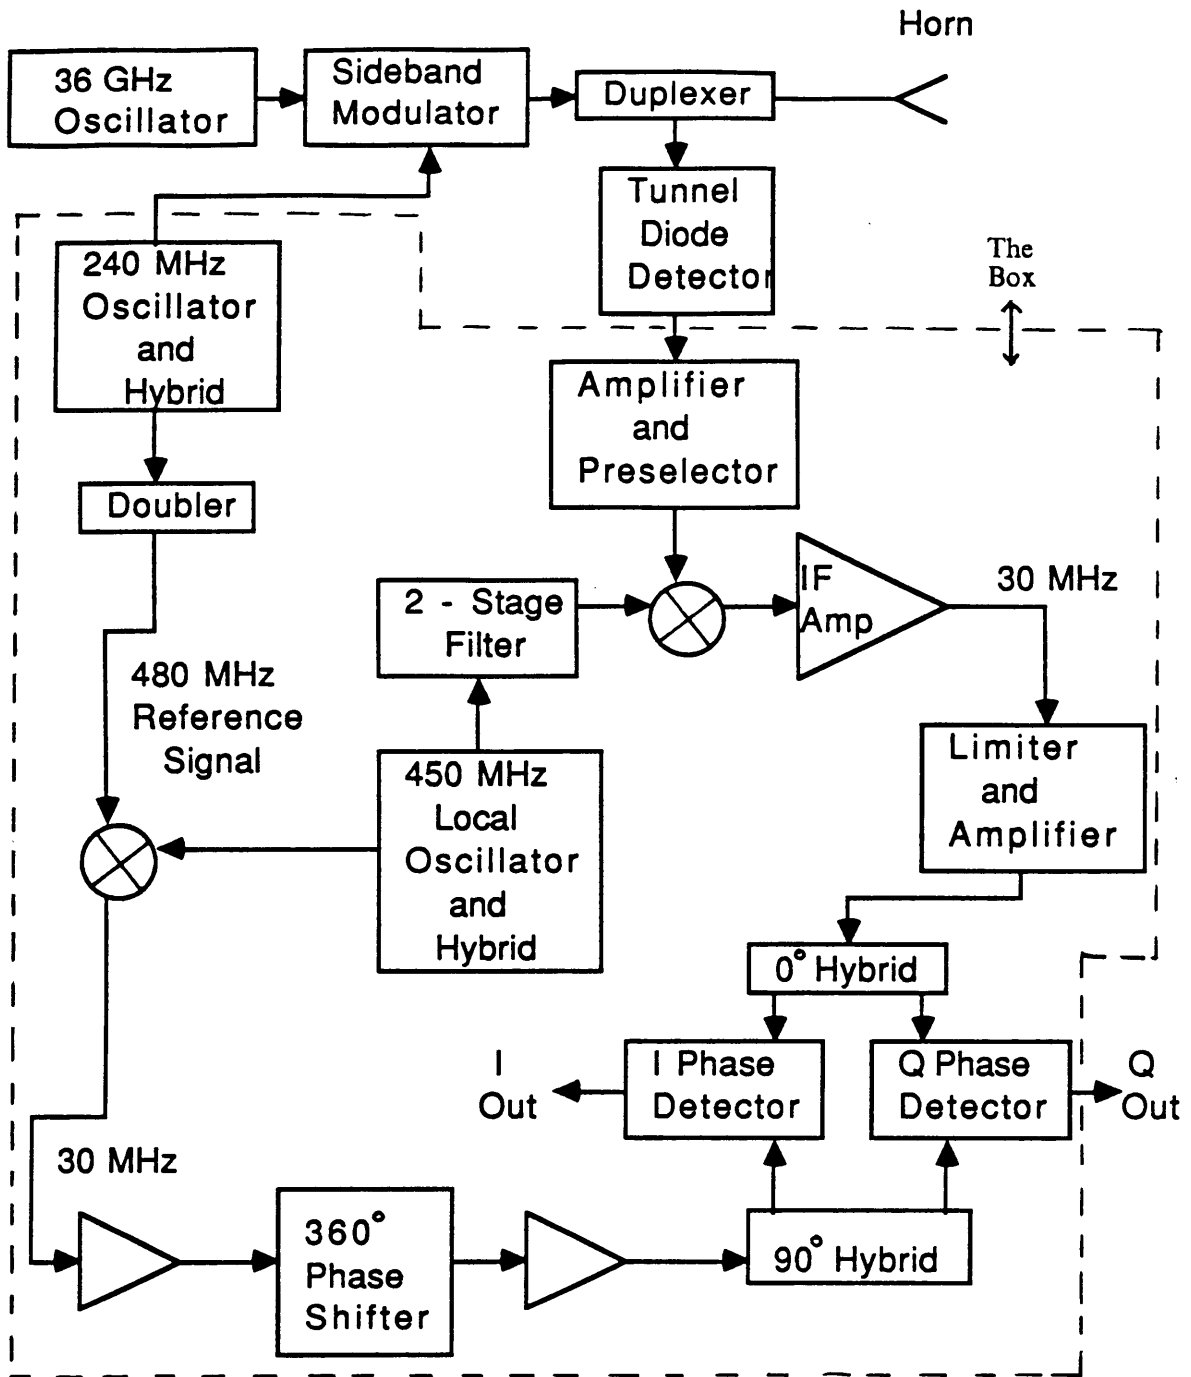 Horn
36 GHz
Oscillator
Sideband
Modulator
Duplexer
Tunnel
Diode
Detector
The
Box
240 MHz
Oscillator
and
Hybrid
Amplifier
and
Preselector
Doubler
2 - Stage
Filter
IF
Amp
30 MHz
480 MHz
Reference
Signal
450 MHz
Local
Oscillator
and
Hybrid
Limiter
and
Amplifier
0° Hybrid
I
Out
I Phase
Detector
Q Phase
Detector
Q
Out
30 MHz
360°
Phase
Shifter
90° Hybrid